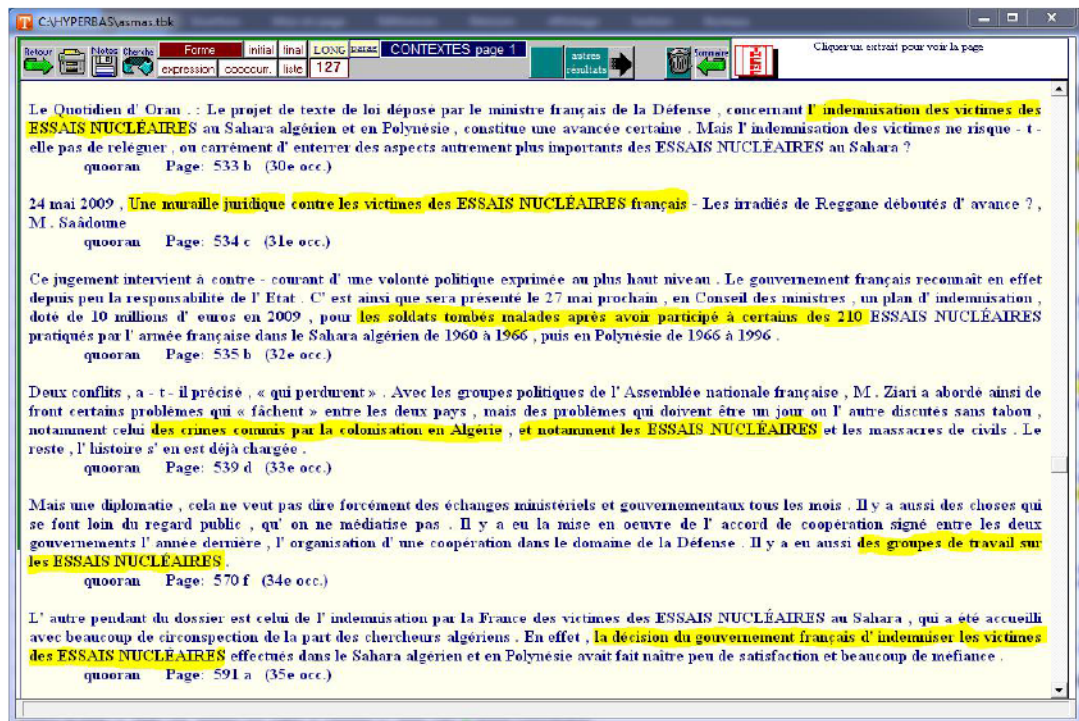 C:\HYPERBAS\asmas.tbk
Retour Notes Cherche Forme initial final LONG parag CONTEXTES page 1 autres résultats Sommaire Cliquer un extrait pour voir la page
expression cooccurr. liste 127
Le Quotidien d' Oran . : Le projet de texte de loi déposé par le ministre français de la Défense , concernant l' indemnisation des victimes des
ESSAIS NUCLÉAIRES au Sahara algérien et en Polynésie , constitue une avancée certaine . Mais l' indemnisation des victimes ne risque - t -
elle pas de reléguer , ou carrément d' enterrer des aspects autrement plus importants des ESSAIS NUCLÉAIRES au Sahara ?
quooran Page: 533 b (30e occ.)
24 mai 2009 , Une muraille juridique contre les victimes des ESSAIS NUCLÉAIRES français - Les irradiés de Reggane déboutés d' avance ? ,
M . Saâdoune
quooran Page: 534 c (31e occ.)
Ce jugement intervient à contre - courant d' une volonté politique exprimée au plus haut niveau . Le gouvernement français reconnaît en effet
depuis peu la responsabilité de l' Etat . C' est ainsi que sera présenté le 27 mai prochain , en Conseil des ministres , un plan d' indemnisation ,
doté de 10 millions d' euros en 2009 , pour les soldats tombés malades après avoir participé à certains des 210 ESSAIS NUCLÉAIRES
pratiqués par l' armée française dans le Sahara algérien de 1960 à 1966 , puis en Polynésie de 1966 à 1996 .
quooran Page: 535 b (32e occ.)
Deux conflits , a - t - il précisé , « qui perdurent » . Avec les groupes politiques de l' Assemblée nationale française , M . Ziari a abordé ainsi de
front certains problèmes qui « fâchent » entre les deux pays , mais des problèmes qui doivent être un jour ou l' autre discutés sans tabou ,
notamment celui des crimes commis par la colonisation en Algérie , et notamment les ESSAIS NUCLÉAIRES et les massacres de civils . Le
reste , l' histoire s' en est déjà chargée .
quooran Page: 539 d (33e occ.)
Mais une diplomatie , cela ne veut pas dire forcément des échanges ministériels et gouvernementaux tous les mois . Il y a aussi des choses qui
se font loin du regard public , qu' on ne médiatise pas . Il y a eu la mise en oeuvre de l' accord de coopération signé entre les deux
gouvernements l' année dernière , l' organisation d' une coopération dans le domaine de la Défense . Il y a eu aussi des groupes de travail sur
les ESSAIS NUCLÉAIRES .
quooran Page: 570 f (34e occ.)
L' autre pendant du dossier est celui de l' indemnisation par la France des victimes des ESSAIS NUCLÉAIRES au Sahara , qui a été accueilli
avec beaucoup de circonspection de la part des chercheurs algériens . En effet , la décision du gouvernement français d' indemniser les victimes
des ESSAIS NUCLÉAIRES effectués dans le Sahara algérien et en Polynésie avait fait naître peu de satisfaction et beaucoup de méfiance .
quooran Page: 591 a (35e occ.)